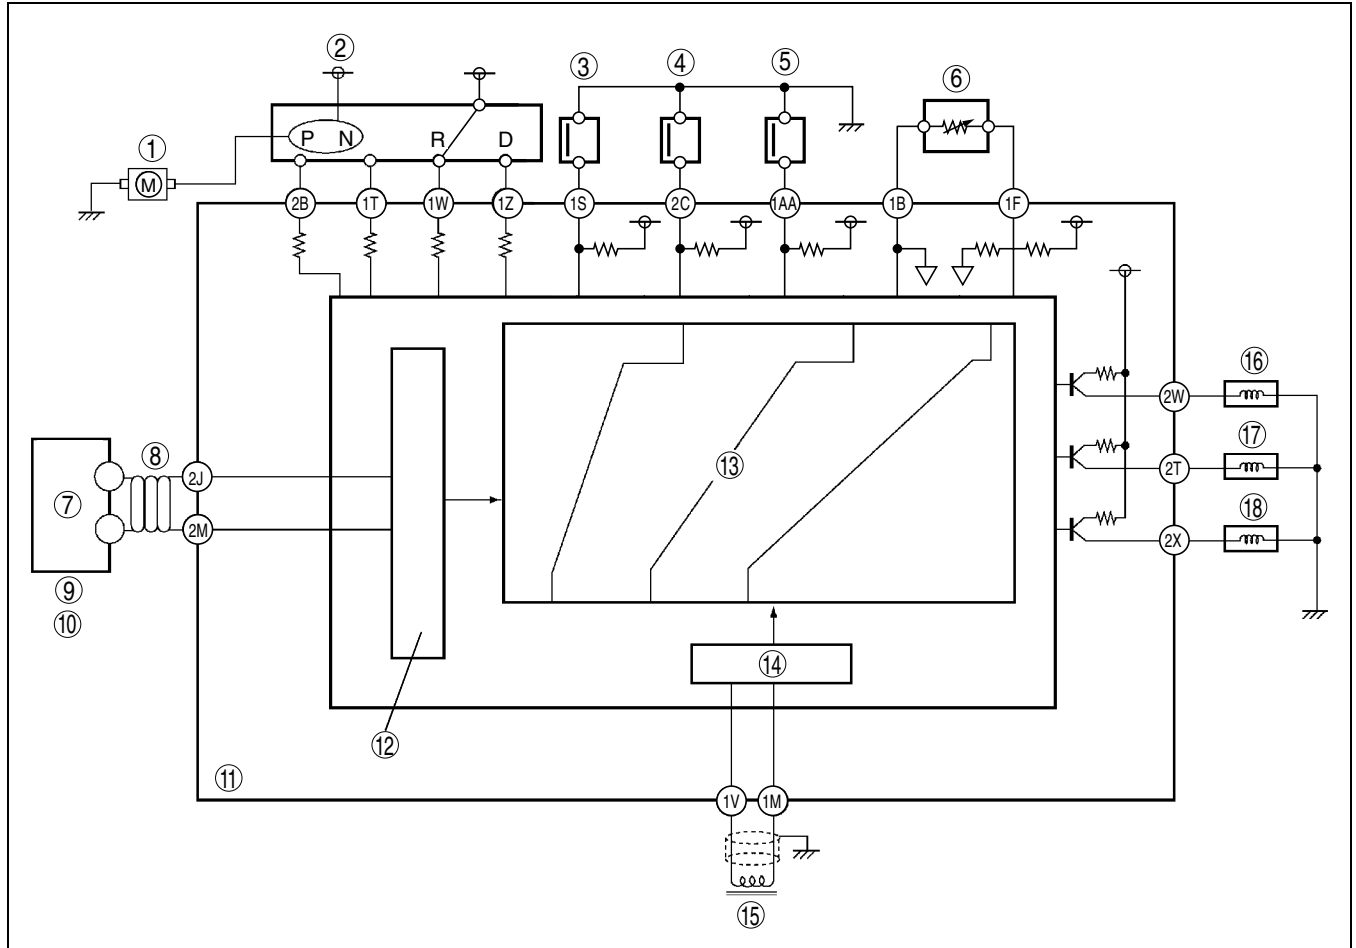 ②
③ ④ ⑤ ⑥
P N R D
①
M
2B 1T 1W 1Z 1S 2C 1AA 1B 1F
⑯
2W
⑰
⑧
⑬
2J
2T
⑦
⑱
2M
2X
⑨
⑩
⑭
⑫
⑪
1V 1M
⑮